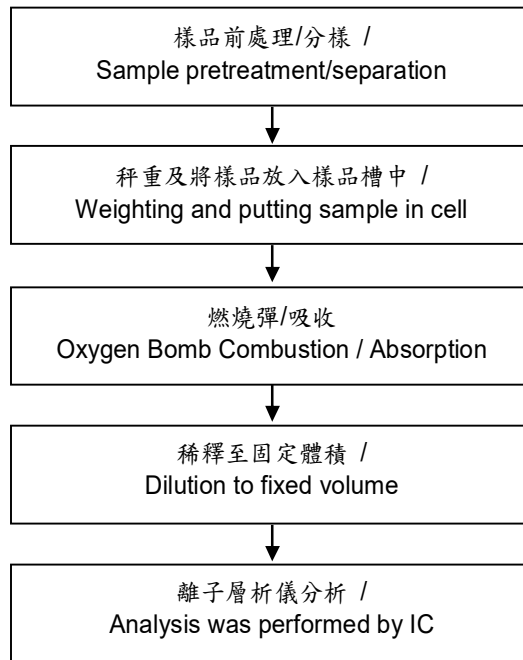 樣品前處理/分樣 /
Sample pretreatment/separation
秤重及將樣品放入樣品槽中 /
Weighting and putting sample in cell
燃燒彈/吸收
Oxygen Bomb Combustion / Absorption
稀釋至固定體積 /
Dilution to fixed volume
離子層析儀分析 /
Analysis was performed by IC